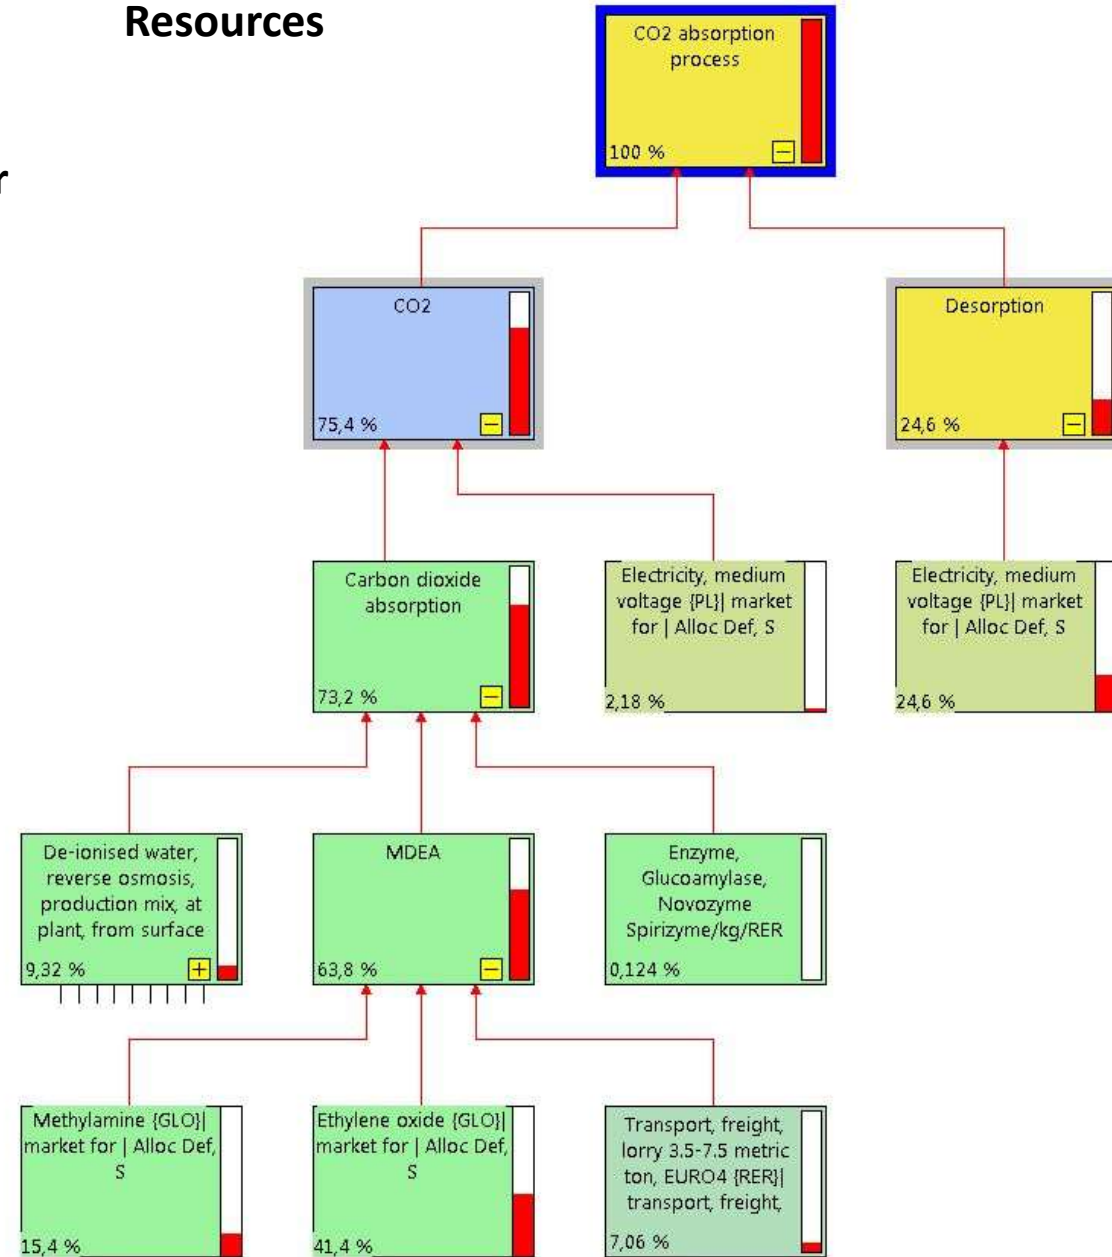 Resources
r
CO2 absorption
process
100 %
CO2
75,4 %
Desorption
24,6 %
Carbon dioxide
absorption
73,2 %
Electricity, medium
voltage {PL}| market
for | Alloc Def, S
2,18 %
Electricity, medium
voltage {PL}| market
for | Alloc Def, S
24,6 %
De-ionised water,
reverse osmosis,
production mix, at
plant, from surface
9,32 %
MDEA
63,8 %
Enzyme,
Glucoamylase,
Novozyme
Spirizyme/kg/RER
0,124 %
Methylamine {GLO}|
market for | Alloc Def,
S
15,4 %
Ethylene oxide {GLO}|
market for | Alloc Def,
S
41,4 %
Transport, freight,
lorry 3.5-7.5 metric
ton, EURO4 {RER}|
transport, freight,
7,06 %